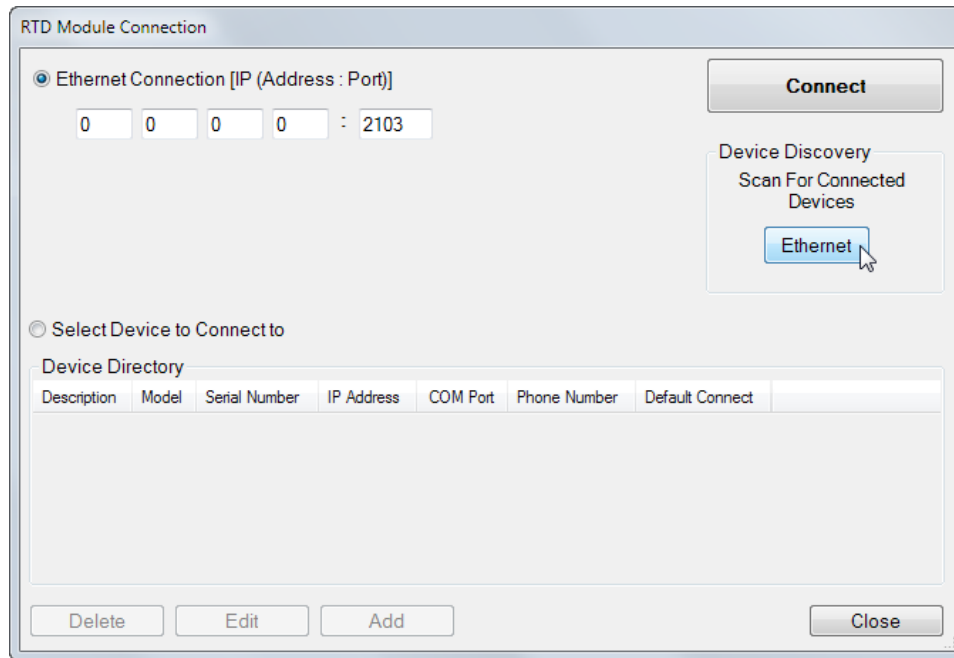 RTD Module Connection
Ethernet Connection [IP (Address : Port)]
0 0 0 0 : 2103
Connect
Device Discovery
Scan For Connected
Devices
Ethernet
Select Device to Connect to
Device Directory
Description Model Serial Number IP Address COM Port Phone Number Default Connect
Delete Edit Add Close